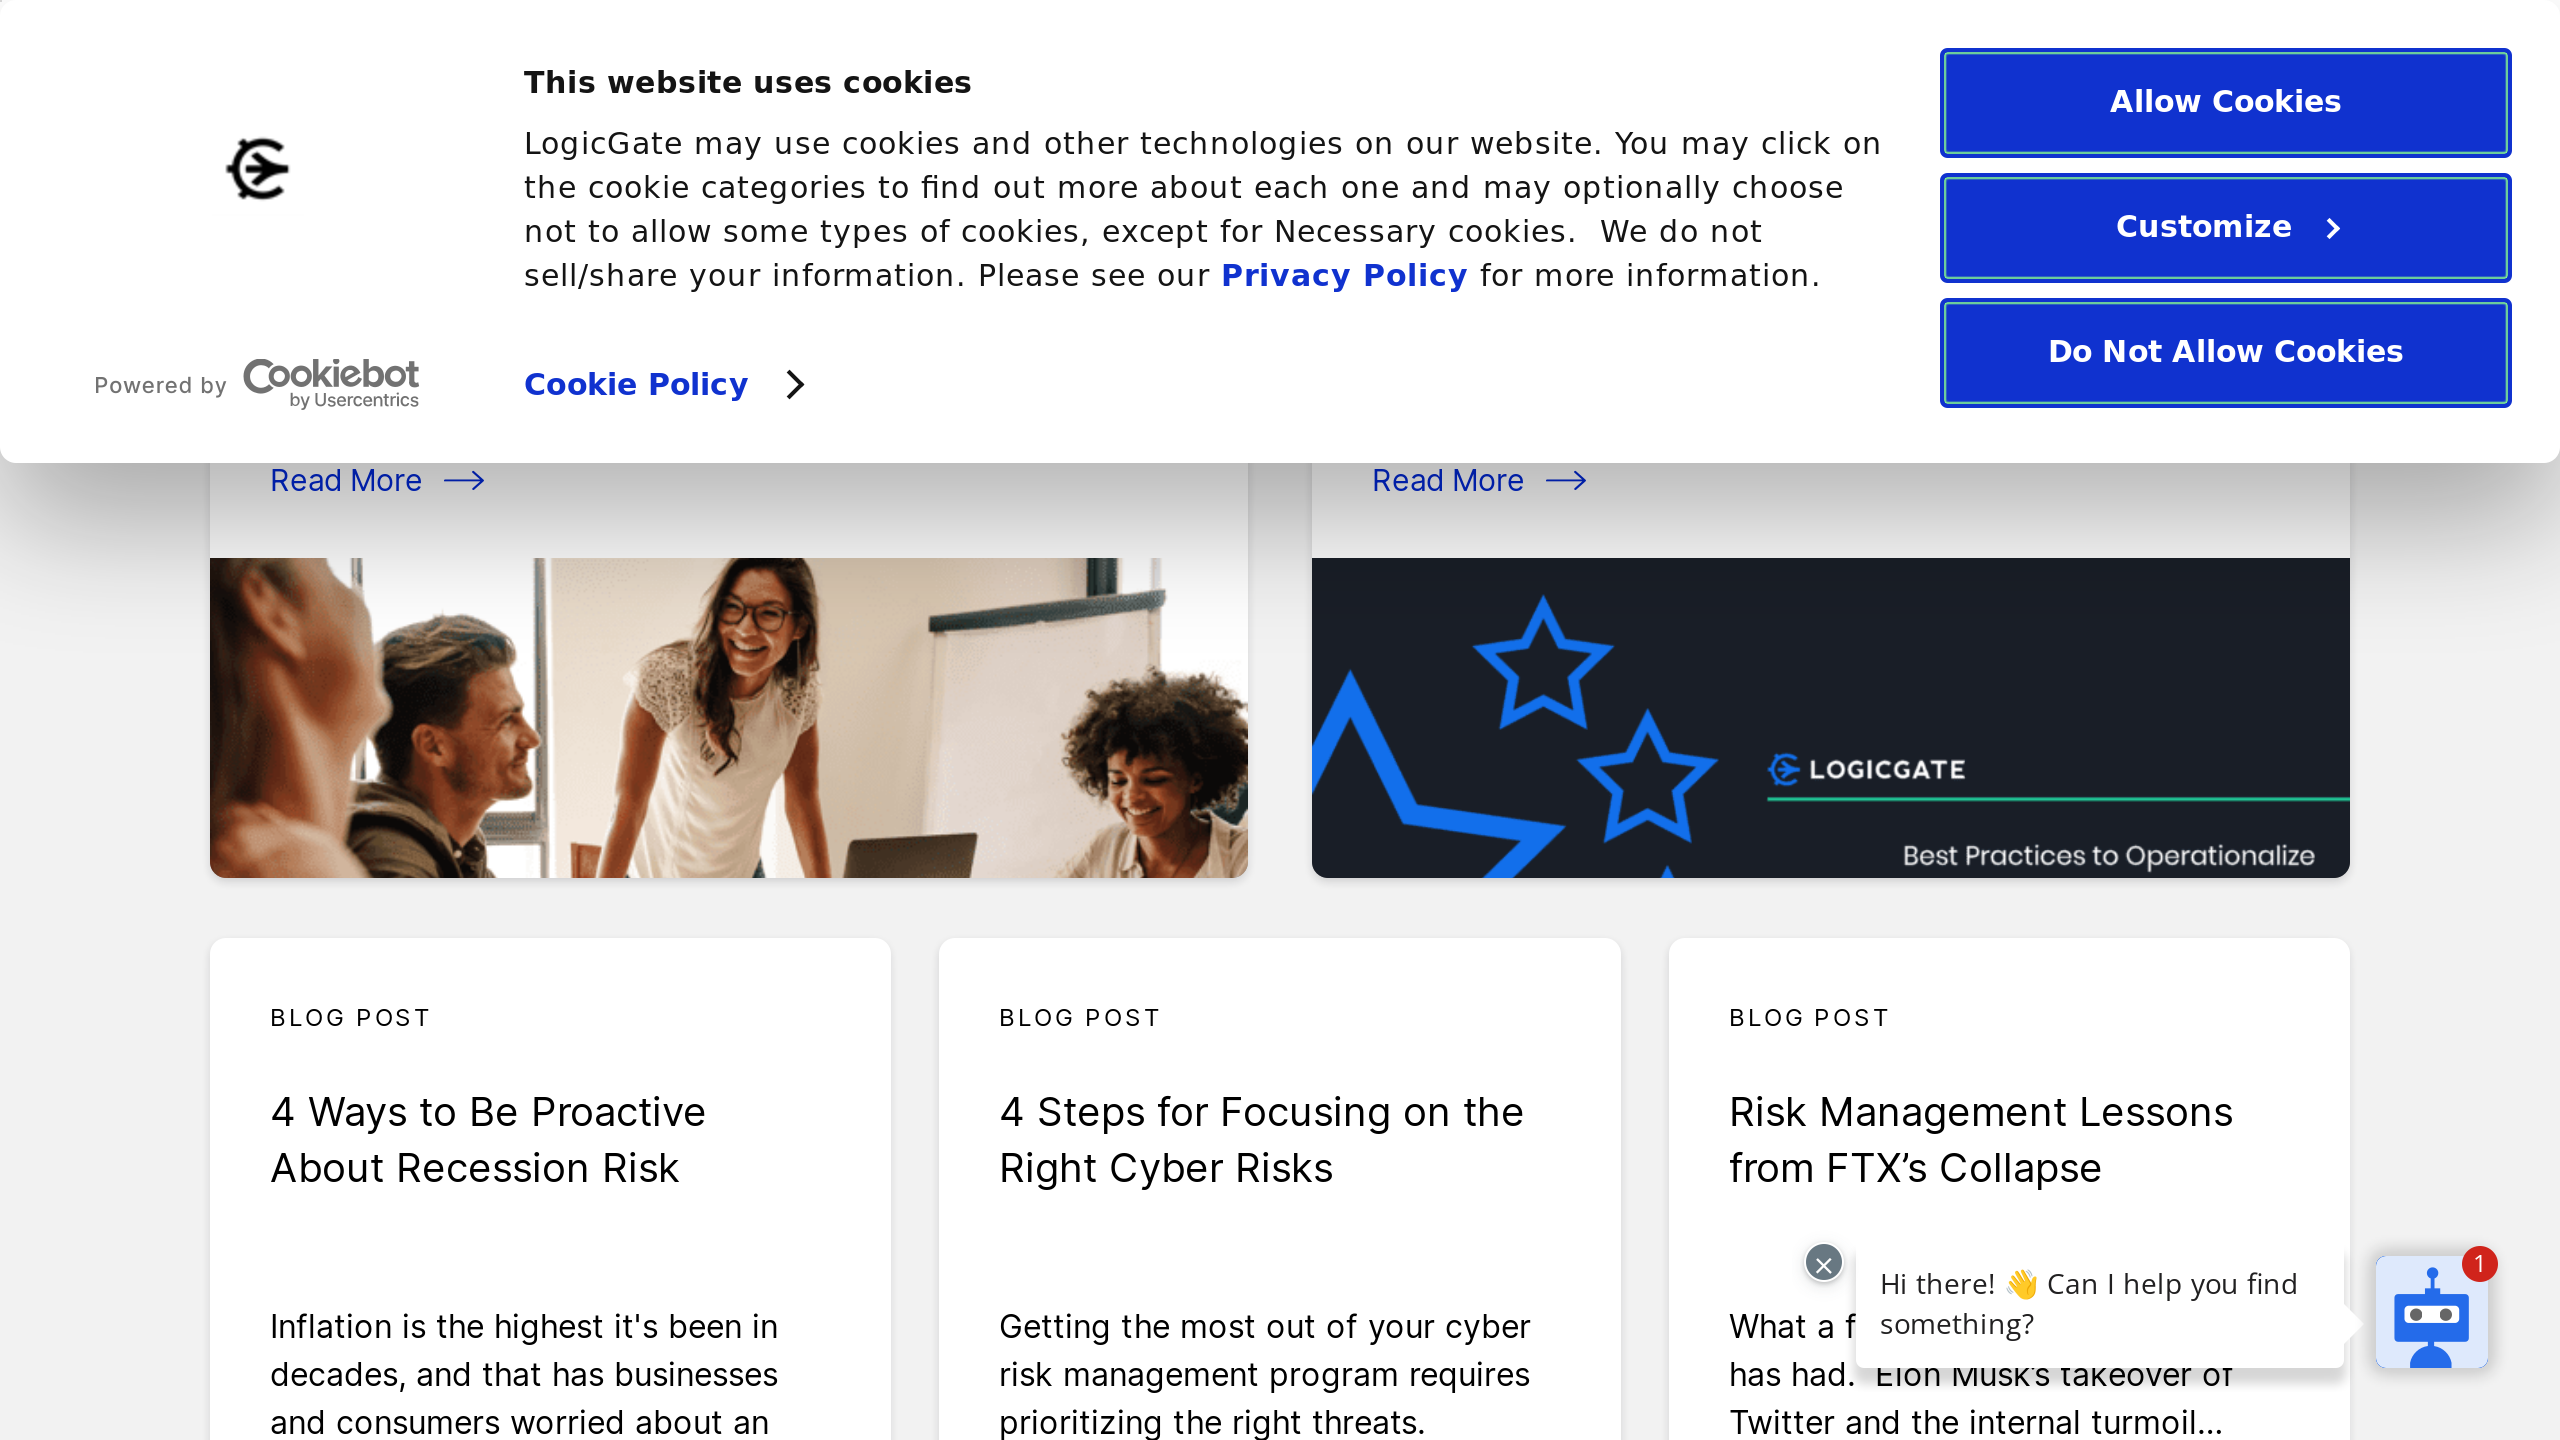 This website uses cookies
LogicGate may use cookies and other technologies on our website. You may click on
the cookie categories to find out more about each one and may optionally choose
not to allow some types of cookies, except for Necessary cookies.  We do not
sell/share your information. Please see our Privacy Policy for more information.
Powered by Cookiebot
by Usercentrics
Cookie Policy
Allow Cookies
Customize
Do Not Allow Cookies
Read More
Read More
LOGICGATE
Best Practices to Operationalize
BLOG POST
4 Ways to Be Proactive
About Recession Risk
Inflation is the highest it's been in
decades, and that has businesses
and consumers worried about an
BLOG POST
4 Steps for Focusing on the
Right Cyber Risks
Getting the most out of your cyber
risk management program requires
prioritizing the right threats.
BLOG POST
Risk Management Lessons
from FTX’s Collapse
What a
has had.  Elon Musk's takeover of
Twitter and the internal turmoil...
Hi there! 👋 Can I help you find
something?
1